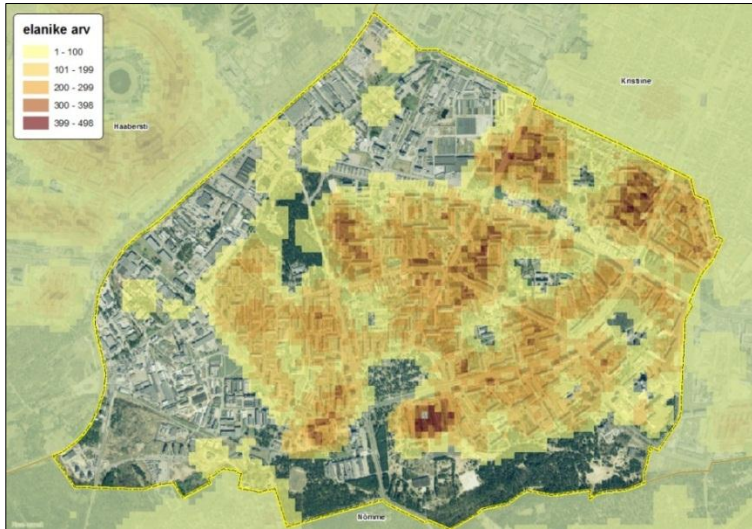 elanike arv
1 - 100
101 - 199
200 - 299
300 - 398
399 - 498
Kristiine
Haabersti
Nõmme